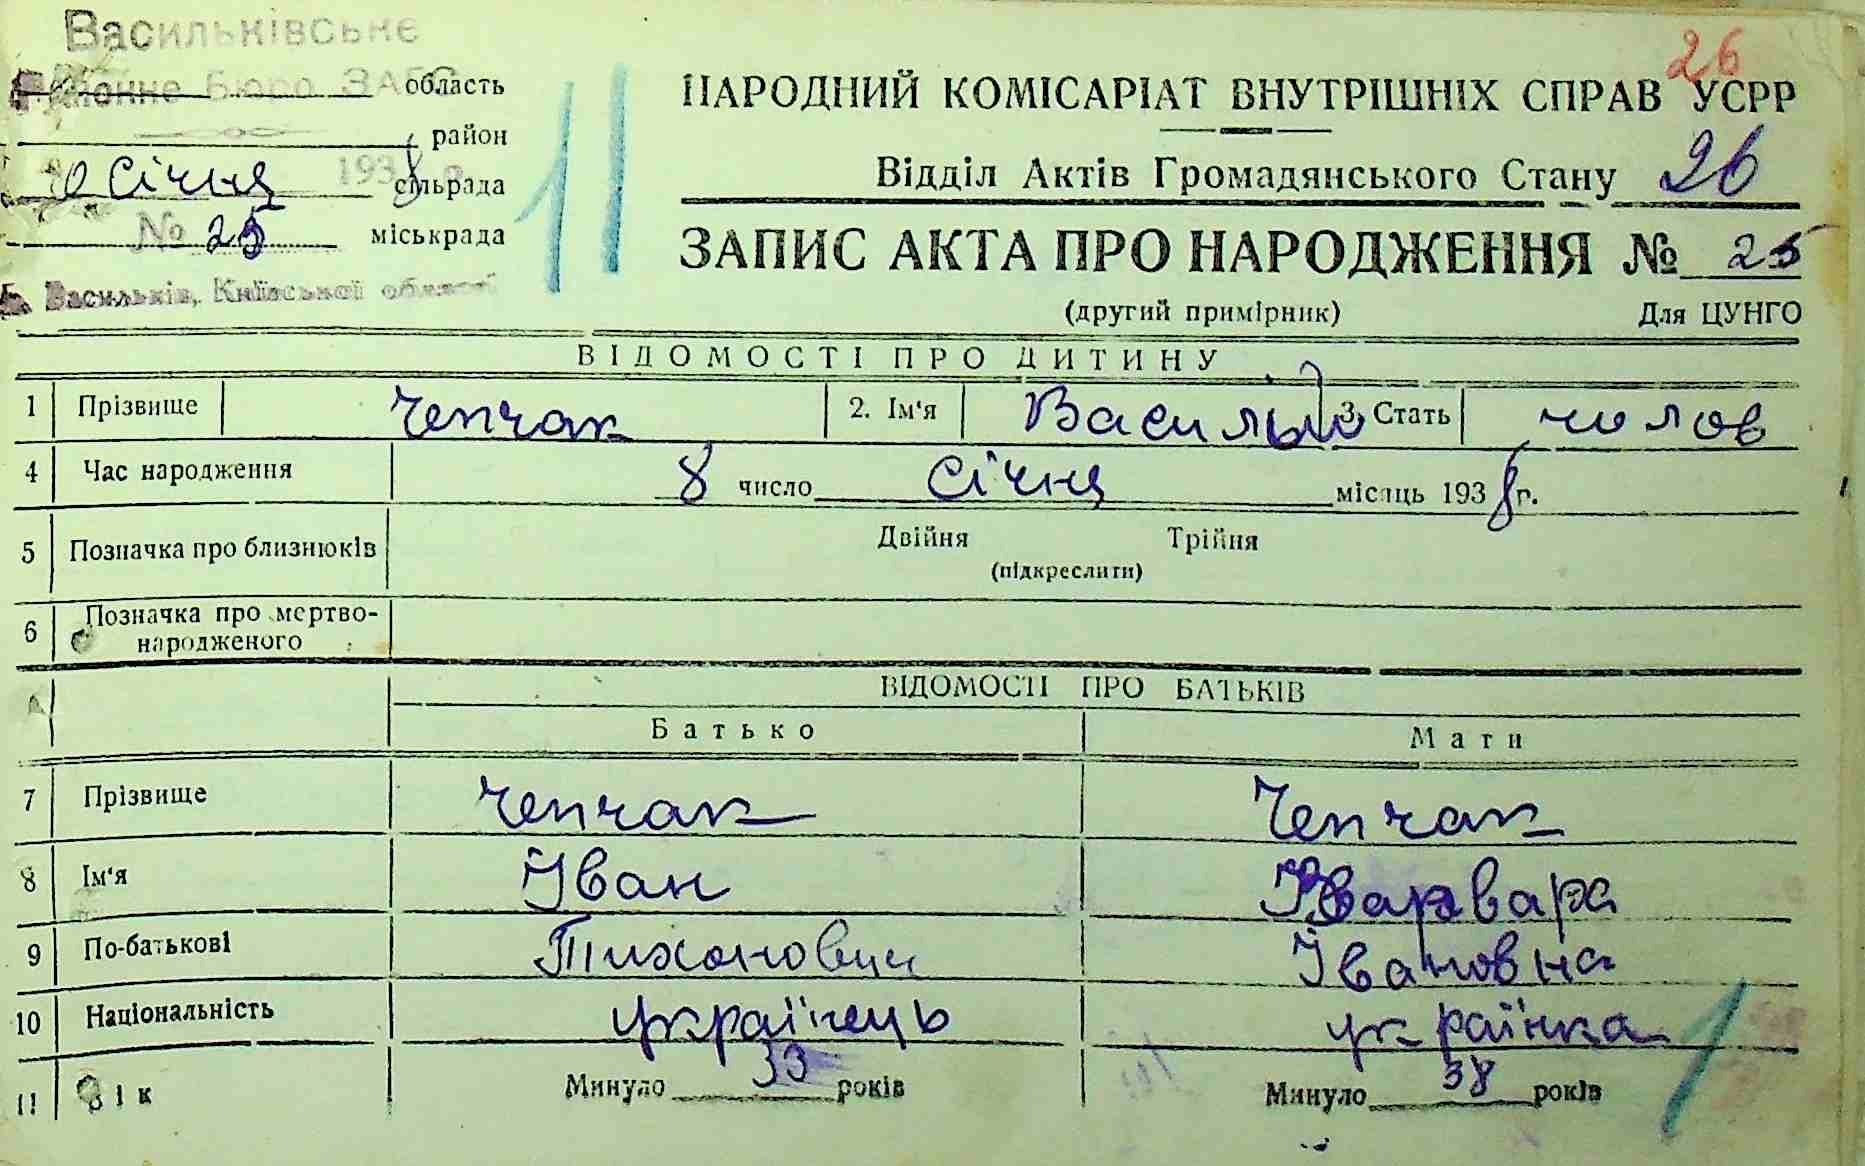 Васильківське
26
Районне Бюро ЗАГС область
НАРОДНИЙ КОМІСАРІАТ ВНУТРІШНІХ СПРАВ УСРР
район
Відділ Актів Громадянського Стану 26
10 Січня 1938 р. сільрада
№ 25 міськрада
ЗАПИС АКТА ПРО НАРОДЖЕННЯ № 25
м. Васильків, Київської області
(другий примірник) Для ЦУНГО
ВІДОМОСТІ ПРО ДИТИНУ
1 Прізвище Чепчак 2. Ім'я Василь 3. Стать чолов
4 Час народження 8 число Січня місяць 1938 г.
5 Позначка про близнюків Двійня Трійня
(підкреслити)
6 Позначка про мертво-
народженого
ВІДОМОСТІ ПРО БАТЬКІВ
Батько Мати
7 Прізвище Чепчак Чепчак
8 Ім'я Іван Варвара
9 По-батькові Тихонович Івановна
10 Національність українець українка
11 Вік Минуло 33 років Минуло 38 років